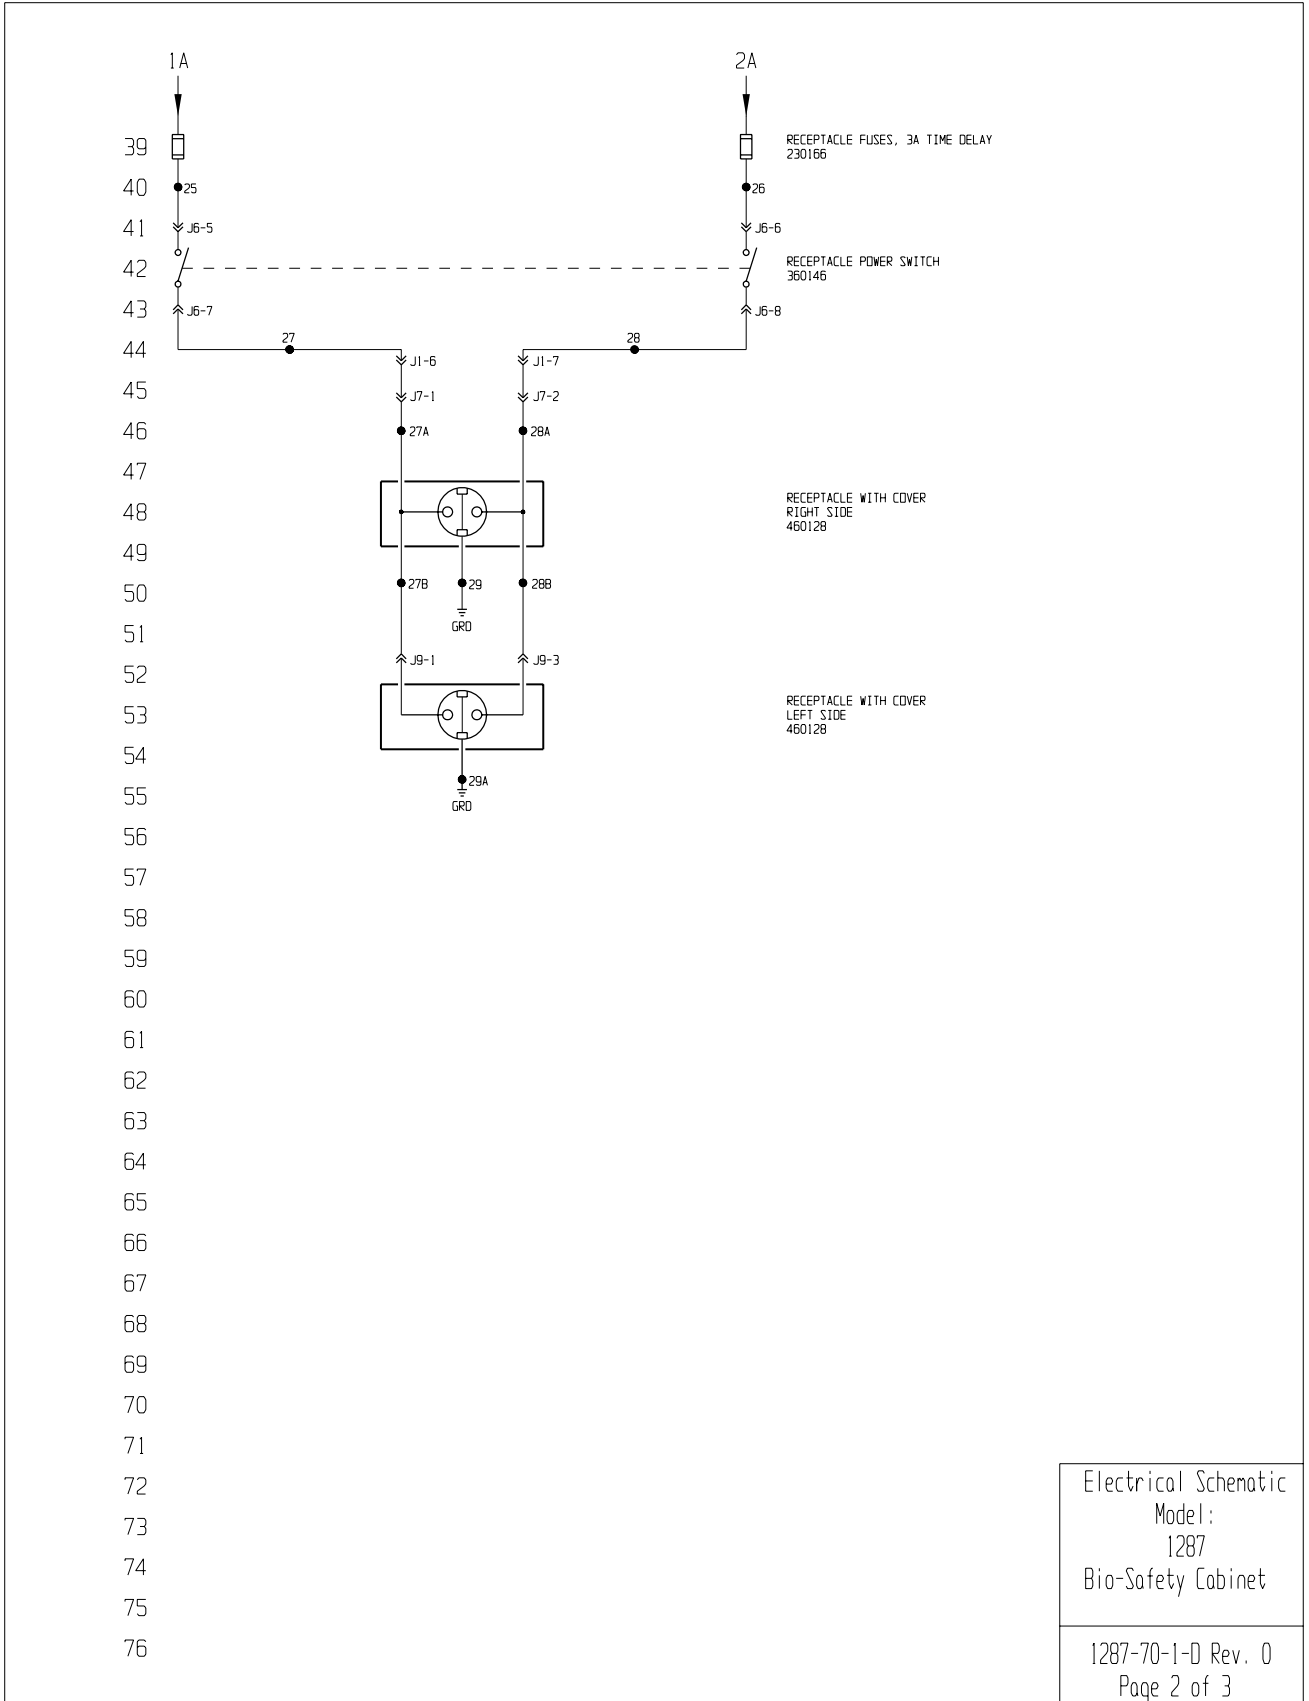 1A 2A
39 RECEPTACLE FUSES, 3A TIME DELAY
230166
40 25 26
41 J6-5 J6-6
42 RECEPTACLE POWER SWITCH
360146
43 J6-7 J6-8
44 27 28
J1-6 J1-7
45 J7-1 J7-2
46 27A 28A
47
RECEPTACLE WITH COVER
48 RIGHT SIDE
460128
49
50 27B 29 28B
GRD
51
52 J9-1 J9-3
RECEPTACLE WITH COVER
53 LEFT SIDE
460128
54
29A
55 GRD
56
57
58
59
60
61
62
63
64
65
66
67
68
69
70
71
72
73
74
75
76
Electrical Schematic
Model:
1287
Bio-Safety Cabinet
1287-70-1-D Rev. 0
Page 2 of 3